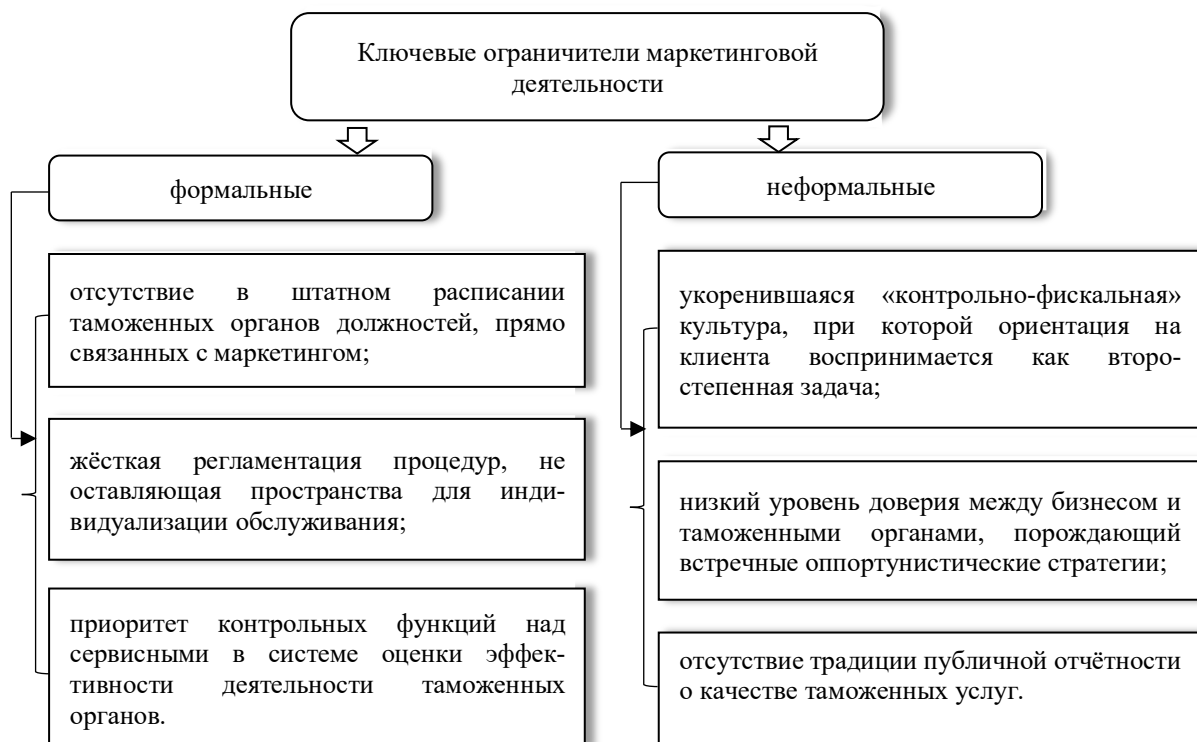 Ключевые ограничители маркетинговой
деятельности
формальные
отсутствие в штатном расписании
таможенных органов должностей, прямо
связанных с маркетингом;
жёсткая регламентация процедур, не
оставляющая пространства для инди-
видуализации обслуживания;
приоритет контрольных функций над
сервисными в системе оценки эффек-
тивности деятельности таможенных
органов.
неформальные
укоренившаяся «контрольно-фискальная»
культура, при которой ориентация на
клиента воспринимается как второ-
степенная задача;
низкий уровень доверия между бизнесом и
таможенными органами, порождающий
встречные оппортунистические стратегии;
отсутствие традиции публичной отчётности
о качестве таможенных услуг.